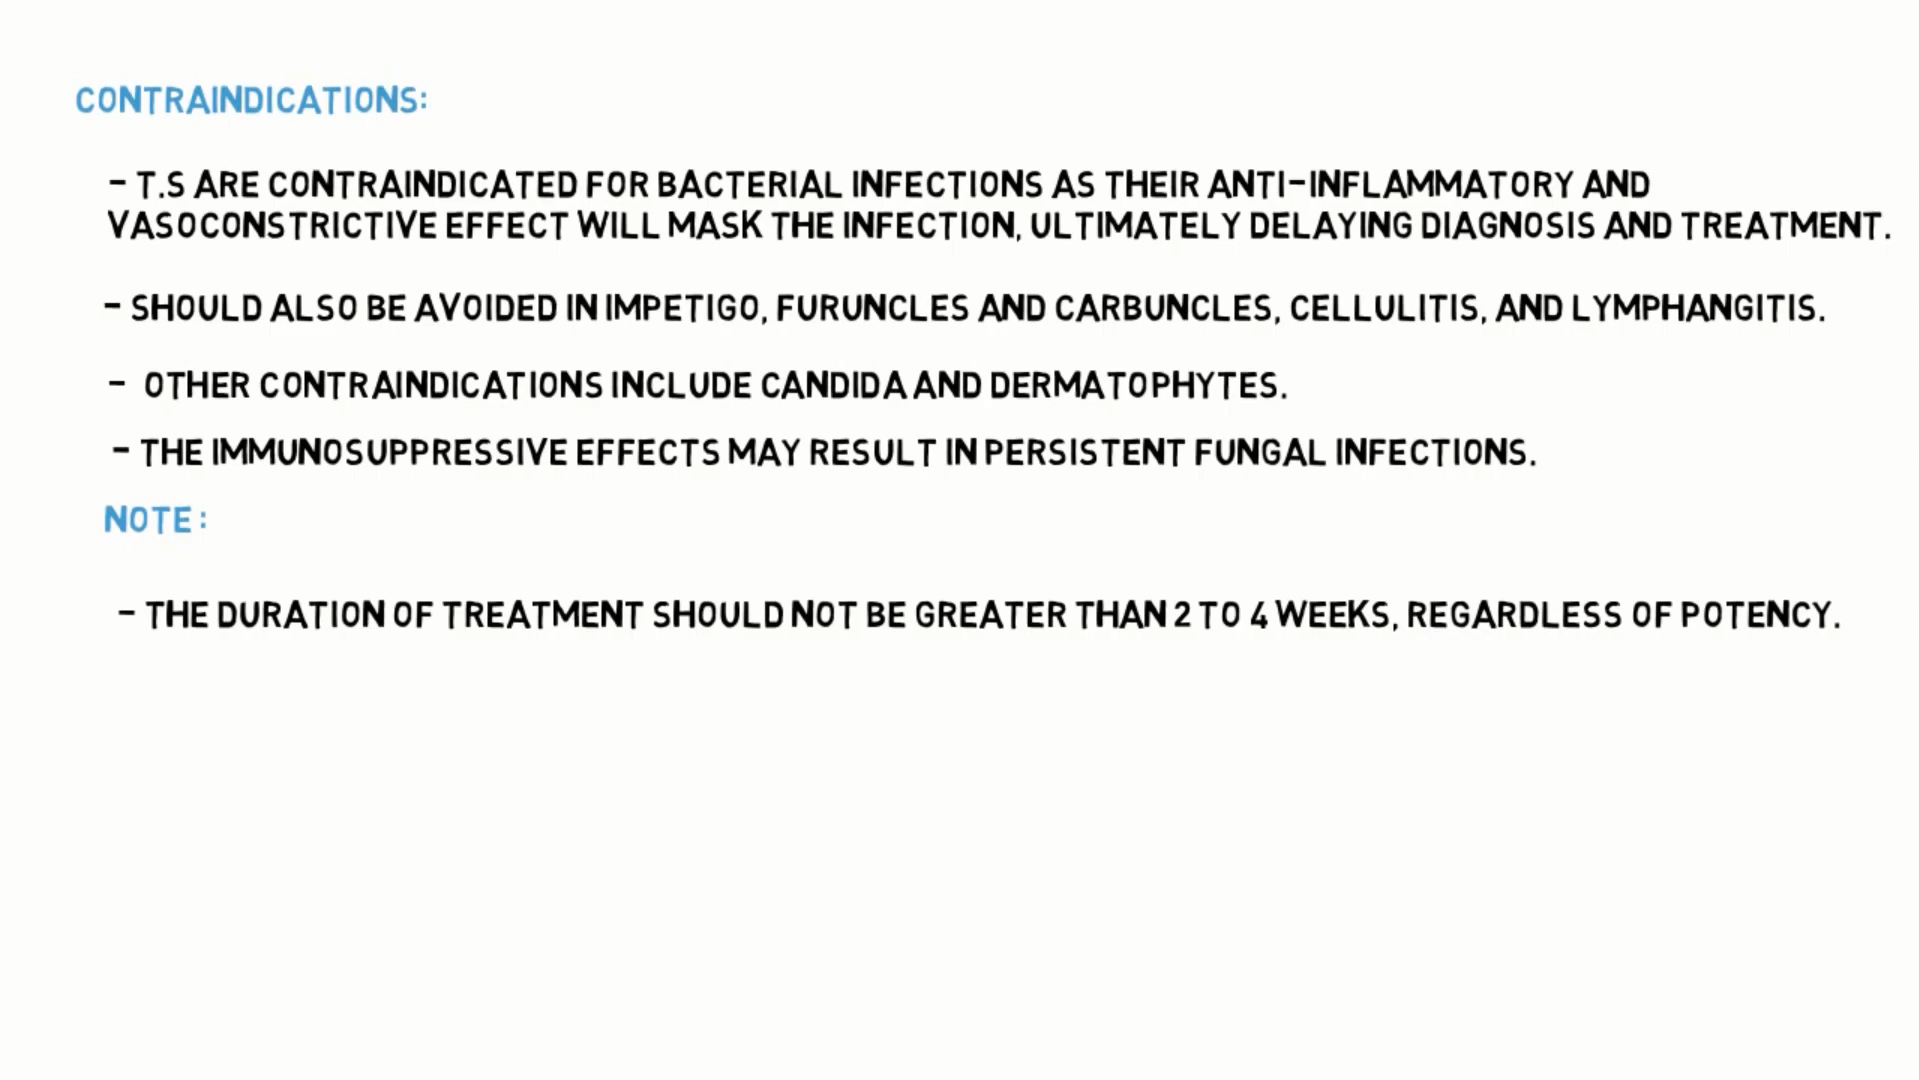 CONTRAINDICATIONS:
- T.S ARE CONTRAINDICATED FOR BACTERIAL INFECTIONS AS THEIR ANTI-INFLAMMATORY AND
VASOCONSTRICTIVE EFFECT WILL MASK THE INFECTION, ULTIMATELY DELAYING DIAGNOSIS AND TREATMENT.
- SHOULD ALSO BE AVOIDED IN IMPETIGO, FURUNCLES AND CARBUNCLES, CELLULITIS, AND LYMPHANGITIS.
- OTHER CONTRAINDICATIONS INCLUDE CANDIDA AND DERMATOPHYTES.
- THE IMMUNOSUPPRESSIVE EFFECTS MAY RESULT IN PERSISTENT FUNGAL INFECTIONS.
NOTE:
- THE DURATION OF TREATMENT SHOULD NOT BE GREATER THAN 2 TO 4 WEEKS, REGARDLESS OF POTENCY.